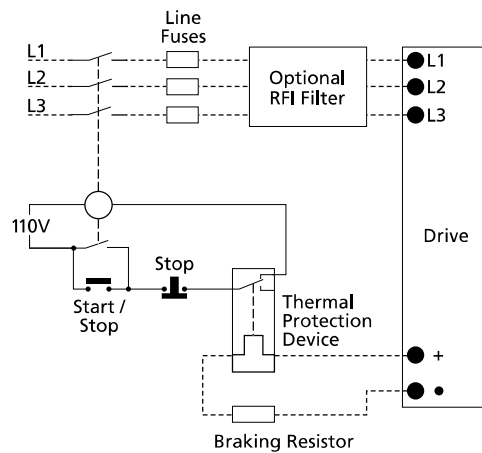 Line
Fuses
L1
L2
L3
Optional
RFI Filter
L1
L2
L3
110V
Drive
Stop
Start /
Stop
Thermal
Protection
Device
+
Braking Resistor